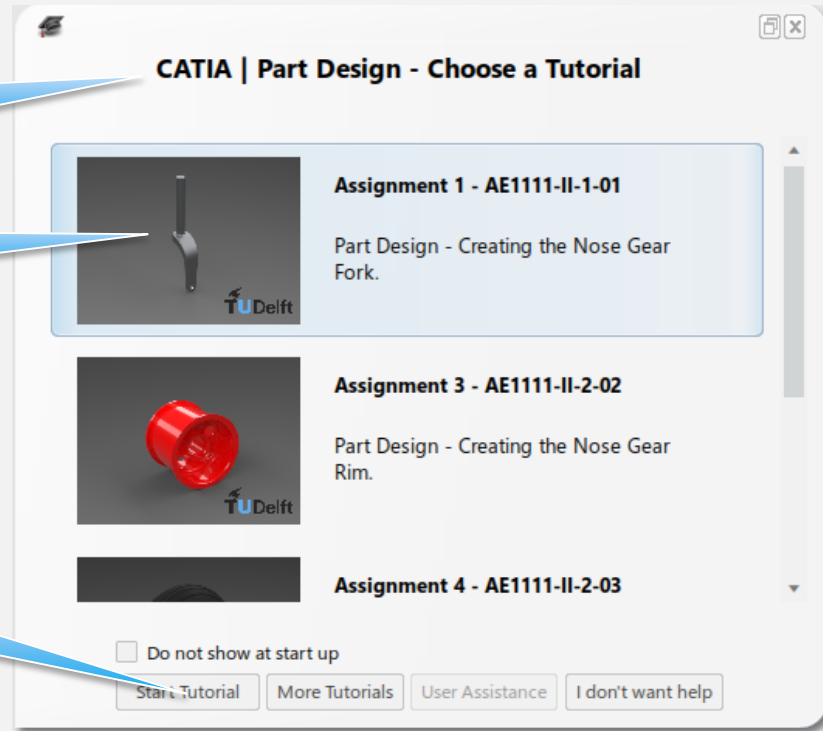 CATIA | Part Design - Choose a Tutorial
Assignment 1 - AE1111-II-1-01
Part Design - Creating the Nose Gear
Fork.
TUDelft
Assignment 3 - AE1111-II-2-02
Part Design - Creating the Nose Gear
Rim.
TUDelft
Assignment 4 - AE1111-II-2-03
Do not show at start up
Start Tutorial
More Tutorials
User Assistance
I don't want help